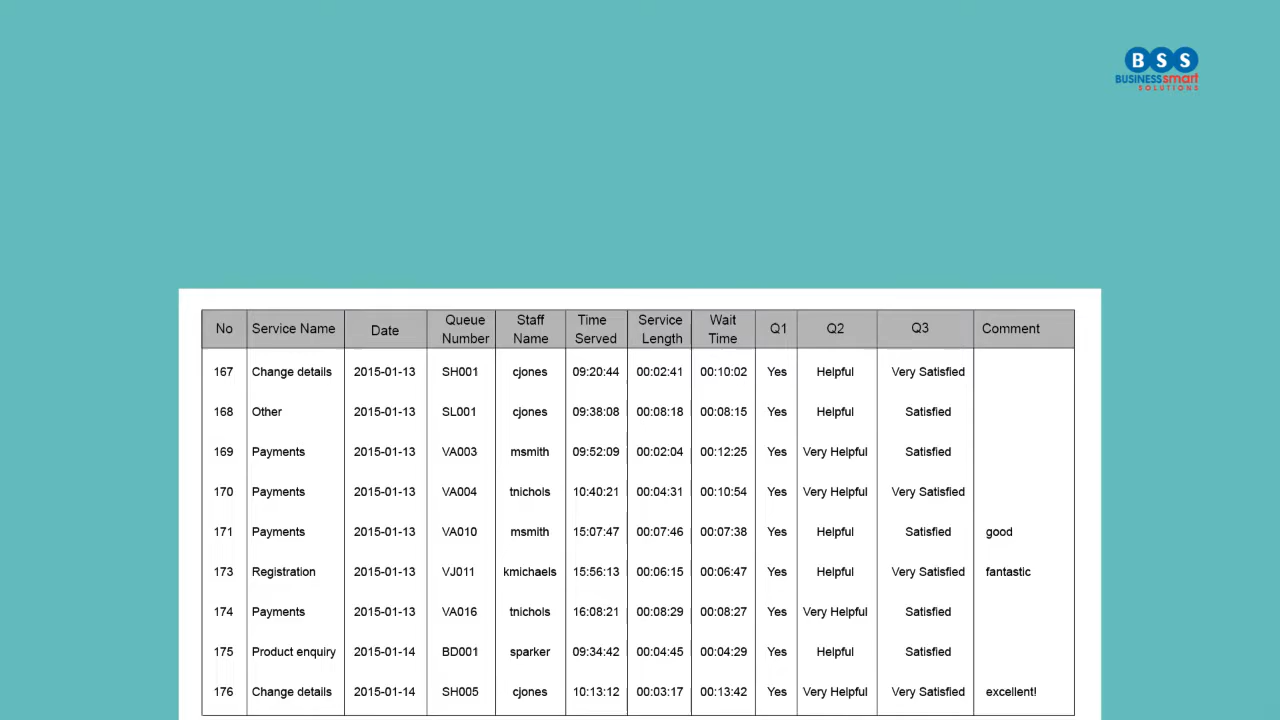 BSS
BUSINESSsmart
SOLUTIONS
No Service Name Date Queue Number Staff Name Time Served Service Length Wait Time Q1 Q2 Q3 Comment
167 Change details 2015-01-13 SH001 cjones 09:20:44 00:02:41 00:10:02 Yes Helpful Very Satisfied
168 Other 2015-01-13 SL001 cjones 09:38:08 00:08:18 00:08:15 Yes Helpful Satisfied
169 Payments 2015-01-13 VA003 msmith 09:52:09 00:02:04 00:12:25 Yes Very Helpful Satisfied
170 Payments 2015-01-13 VA004 tnichols 10:40:21 00:04:31 00:10:54 Yes Very Helpful Very Satisfied
171 Payments 2015-01-13 VA010 msmith 15:07:47 00:07:46 00:07:38 Yes Helpful Satisfied good
173 Registration 2015-01-13 VJ011 kmichaels 15:56:13 00:06:15 00:06:47 Yes Helpful Very Satisfied fantastic
174 Payments 2015-01-13 VA016 tnichols 16:08:21 00:08:29 00:08:27 Yes Very Helpful Satisfied
175 Product enquiry 2015-01-14 BD001 sparker 09:34:42 00:04:45 00:04:29 Yes Helpful Satisfied
176 Change details 2015-01-14 SH005 cjones 10:13:12 00:03:17 00:13:42 Yes Very Helpful Very Satisfied excellent!